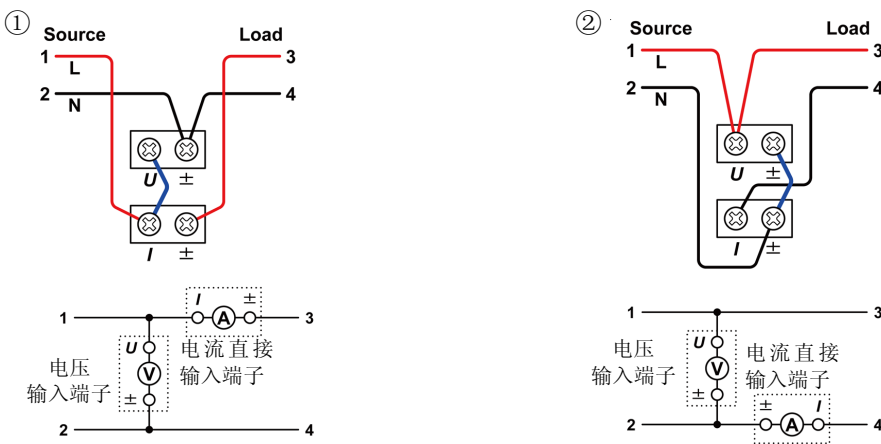 ①
Source Load
1 L 3
2 N 4
U ±
I ±
1 I ± A 3
U
电压
输入端子
V
±
电流直接
输入端子
2 4
②
Source Load
1 L 3
2 N 4
U ±
I ±
1 3
U
电压
输入端子
V
±
电流直接
输入端子
± I
2 A 4